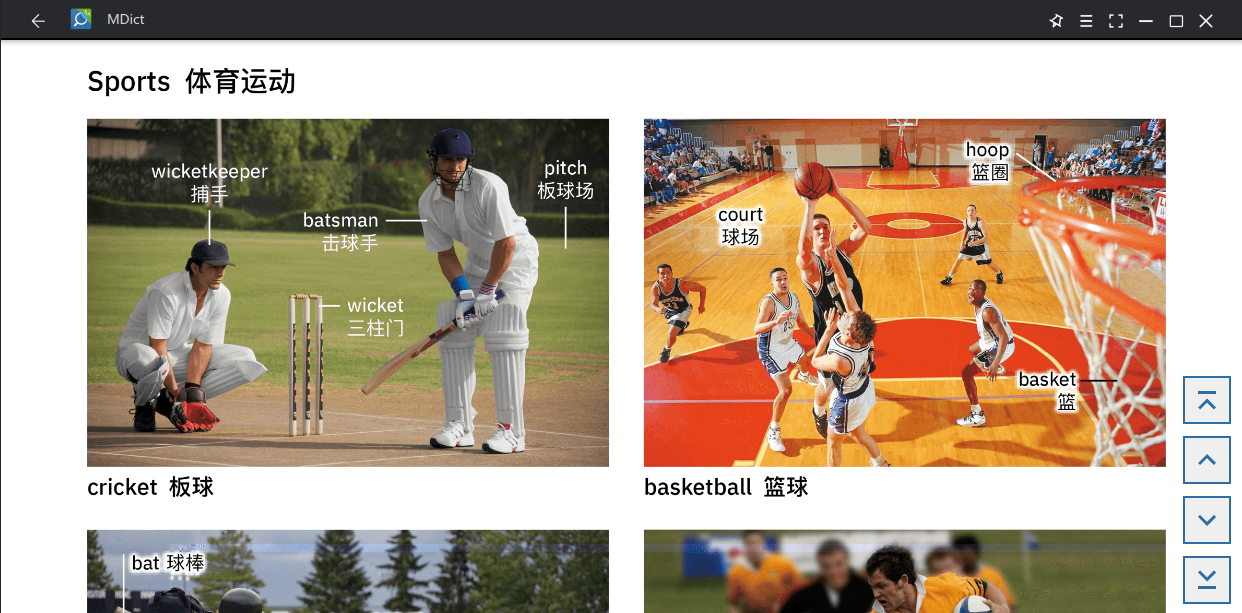 MDict
Sports 体育运动
wicketkeeper
捕手
batsman
击球手
pitch
板球场
wicket
三柱门
cricket 板球
hoop
篮圈
court
球场
basket
篮
basketball 篮球
bat 球棒